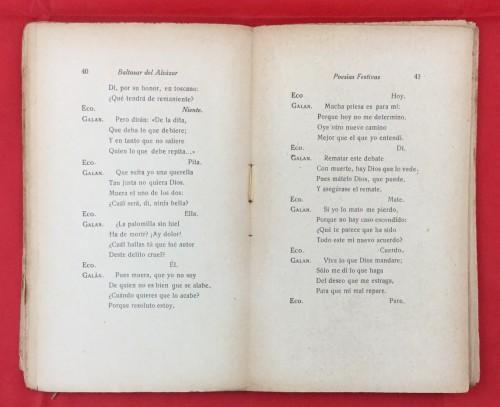 40 Baltasar del Alcázar
Di, por su honor, en toscano:
¿Qué tendrá de remaniente?
Eco. Niente.
Galan. Pero dirán: «De la dita,
Que deba lo que debiere;
Y en tanto que no saliere
Quien lo que debe repita...»
Eco. Pita.
Galan. Que evita yo una querella
Tan justa no quiera Dios.
Muera el uno de los dos:
¿Cuál será, di, ninfa bella?
Eco. Ella.
Galan. ¿La palomilla sin hiel
Ha de morir? ¡Ay dolor!
¿Cuál hallas tú que fué autor
Deste delito cruel?
Eco. Él.
Galán. Pues muera, que yo no soy
De quien no es bien que se alabe.
¿Cuándo quieres que lo acabe?
Porque resoluto estoy.
Poesías Festivas 41
Eco Hoy.
Galan. Mucha priesa es para mí:
Porque hoy no me determino.
Oye otro nuevo camino
Mejor que el que yo entendí.
Eco. Di.
Galan. Rematar este debate
Con muerte, hay Dios que lo vede.
Pues mátelo Dios, que puede,
Y asegúrase el remate.
Eco. Mate.
Galan. Si yo lo mato me pierdo,
Porque no hay caso escondido:
¿Qué te parece que ha sido
Todo este mi nuevo acuerdo?
Eco. Cuerdo.
Galan. Viva lo que Dios mandare;
Sólo me di lo que haga
Del deseo que me estraga,
Para que mi mal repare.
Eco. Pare.